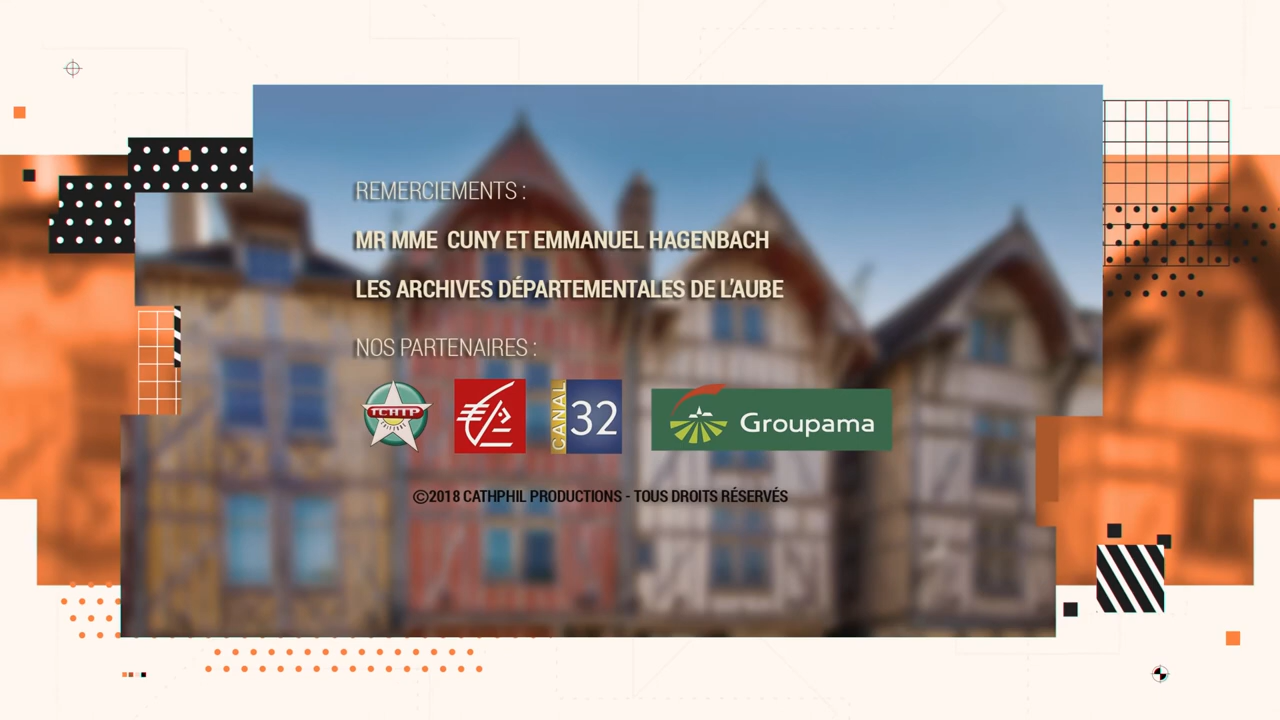 REMERCIEMENTS :
MR MME CUNY ET EMMANUEL HAGENBACH
LES ARCHIVES DÉPARTEMENTALES DE L'AUBE
NOS PARTENAIRES :
TCHIP
CANAL 32
Groupama
©2018 CATHPHIL PRODUCTIONS - TOUS DROITS RÉSERVÉS